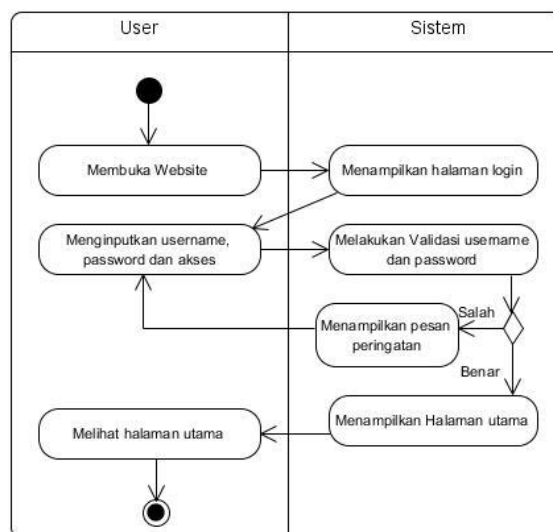 User
Sistem
Membuka Website
Menampilkan halaman login
Menginputkan username,
password dan akses
Melakukan Validasi username
dan password
Salah
Menampilkan pesan
peringatan
Benar
Menampilkan Halaman utama
Melihat halaman utama